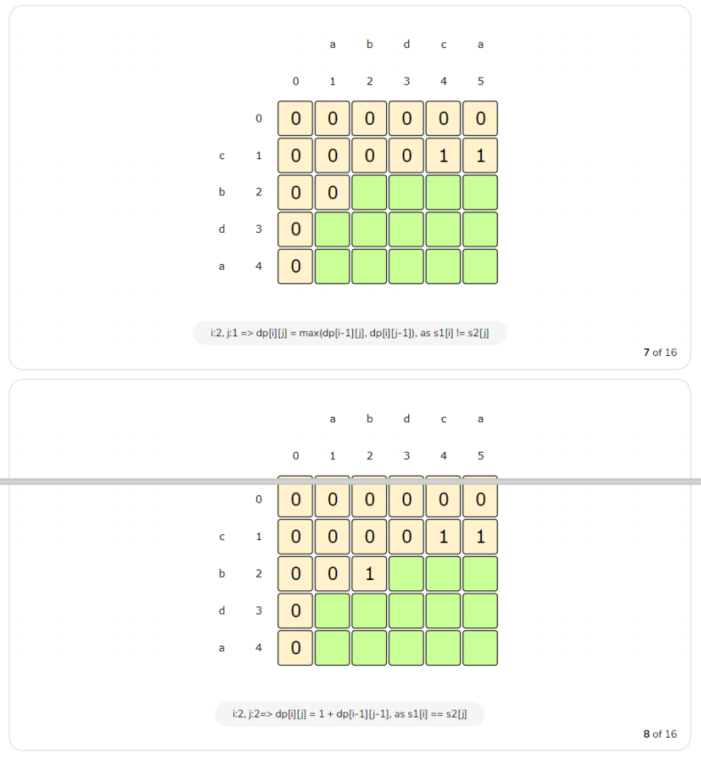 a b d c a
0 1 2 3 4 5
0 0 0 0 0 0 0
c 1 0 0 0 0 1 1
b 2 0 0
d 3 0
a 4 0
i:2, j:1 => dp[i][j] = max(dp[i-1][j], dp[i][j-1]), as s1[i] != s2[j]
7 of 16
a b d c a
0 1 2 3 4 5
0 0 0 0 0 0 0
c 1 0 0 0 0 1 1
b 2 0 0 1
d 3 0
a 4 0
i:2, j:2=> dp[i][j] = 1 + dp[i-1][j-1], as s1[i] == s2[j]
8 of 16